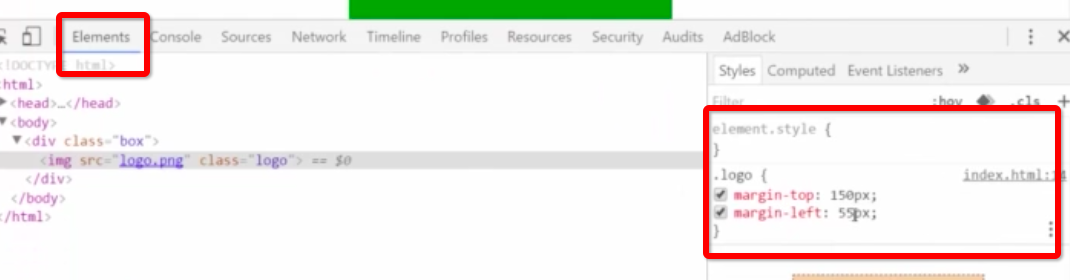 Elements Console Sources Network Timeline Profiles Resources Security Audits AdBlock
<!DOCTYPE html>
<html>
<head>…</head>
<body>
<div class="box">
<img src="logo.png" class="logo"> == $0
</div>
</body>
</html>
Styles Computed Event Listeners »
Filter :hov .cls +
element.style {
}
.logo { index.html:14
margin-top: 150px;
margin-left: 55px;
}